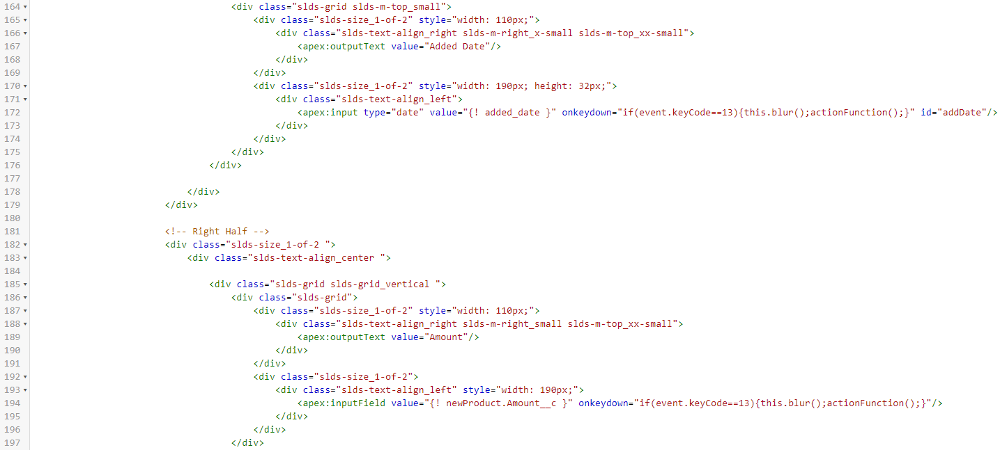 164 <div class="slds-grid slds-m-top_small">
165 <div class="slds-size_1-of-2" style="width: 110px;">
166 <div class="slds-text-align_right slds-m-right_x-small slds-m-top_xx-small">
167 <apex:outputText value="Added Date"/>
168 </div>
169 </div>
170 <div class="slds-size_1-of-2" style="width: 190px; height: 32px;">
171 <div class="slds-text-align_left">
172 <apex:input type="date" value="{! added_date }" onkeydown="if(event.keyCode==13){this.blur();actionFunction();}" id="addDate"/>
173 </div>
174 </div>
175 </div>
176 </div>
177
178 </div>
179 </div>
180
181 <!-- Right Half -->
182 <div class="slds-size_1-of-2 ">
183 <div class="slds-text-align_center ">
184
185 <div class="slds-grid slds-grid_vertical ">
186 <div class="slds-grid">
187 <div class="slds-size_1-of-2" style="width: 110px;">
188 <div class="slds-text-align_right slds-m-right_small slds-m-top_xx-small">
189 <apex:outputText value="Amount"/>
190 </div>
191 </div>
192 <div class="slds-size_1-of-2">
193 <div class="slds-text-align_left" style="width: 190px;">
194 <apex:inputField value="{! newProduct.Amount__c }" onkeydown="if(event.keyCode==13){this.blur();actionFunction();}"/>
195 </div>
196 </div>
197 </div>